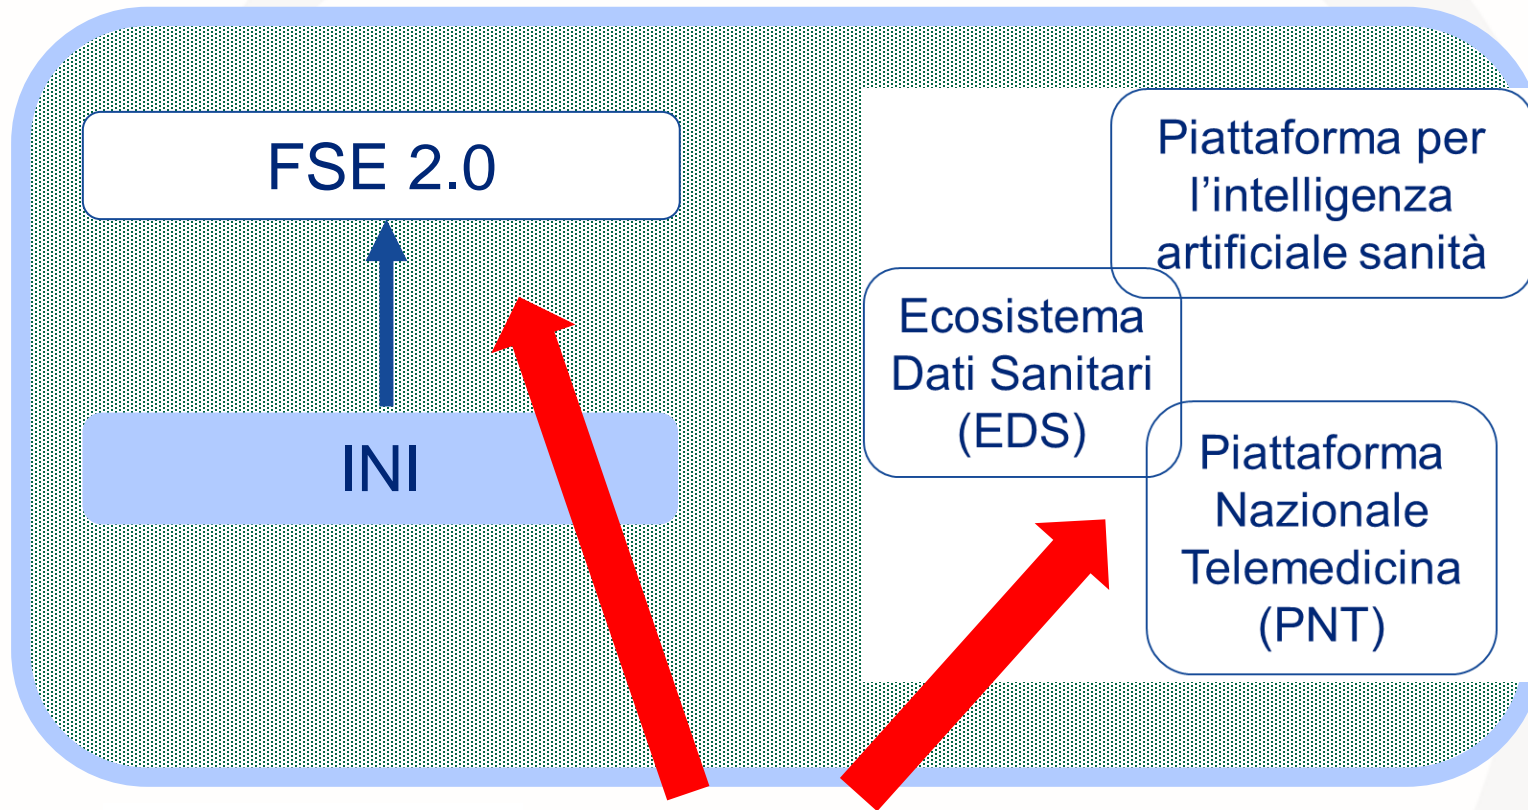 FSE 2.0
INI
Piattaforma per
l’intelligenza
artificiale sanità
Ecosistema
Dati Sanitari
(EDS)
Piattaforma
Nazionale
Telemedicina
(PNT)